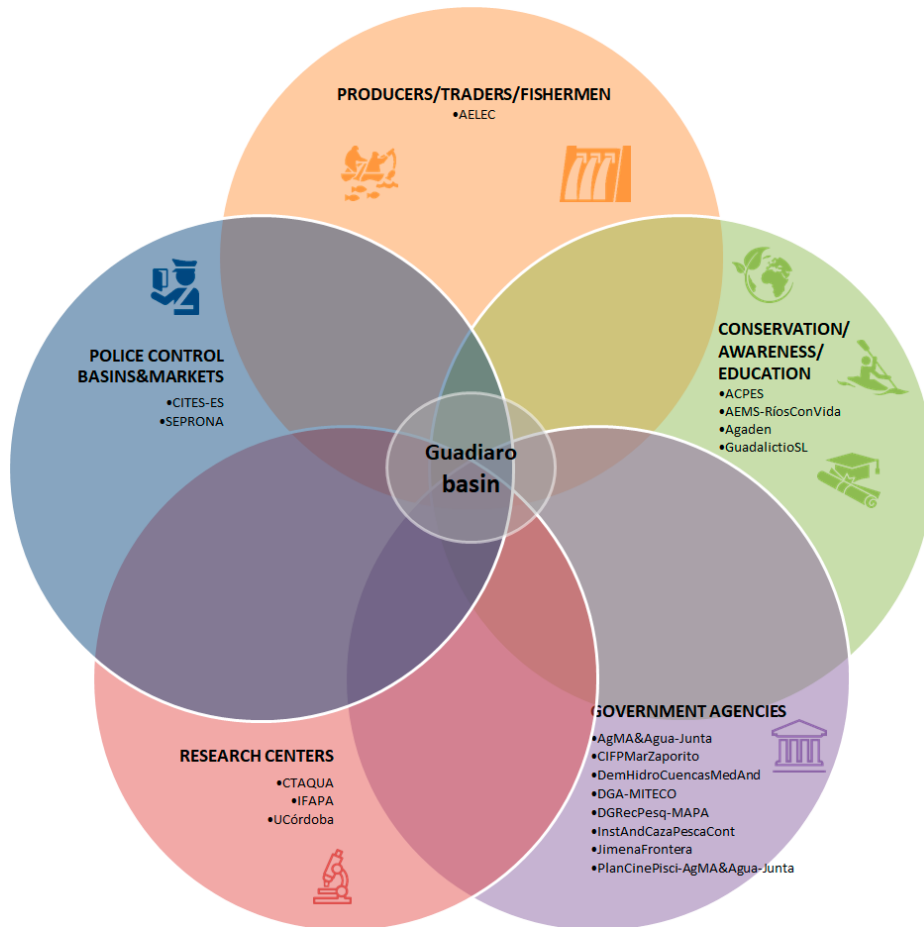 PRODUCERS/TRADERS/FISHERMEN
•AELEC
POLICE CONTROL
BASINS&MARKETS
•CITES-ES
•SEPRONA
CONSERVATION/
AWARENESS/
EDUCATION
•ACPES
•AEMS-RíosConVida
•Agaden
•GuadalictioSL
Guadiaro
basin
RESEARCH CENTERS
•CTAQUA
•IFAPA
•UCórdoba
GOVERNMENT AGENCIES
•AgMA&Agua-Junta
•CIFPMarZaporito
•DemHidroCuencasMedAnd
•DGA-MITECO
•DGRecPesq-MAPA
•InstAndCazaPescaCont
•JimenaFrontera
•PlanCinePisci-AgMA&Agua-Junta